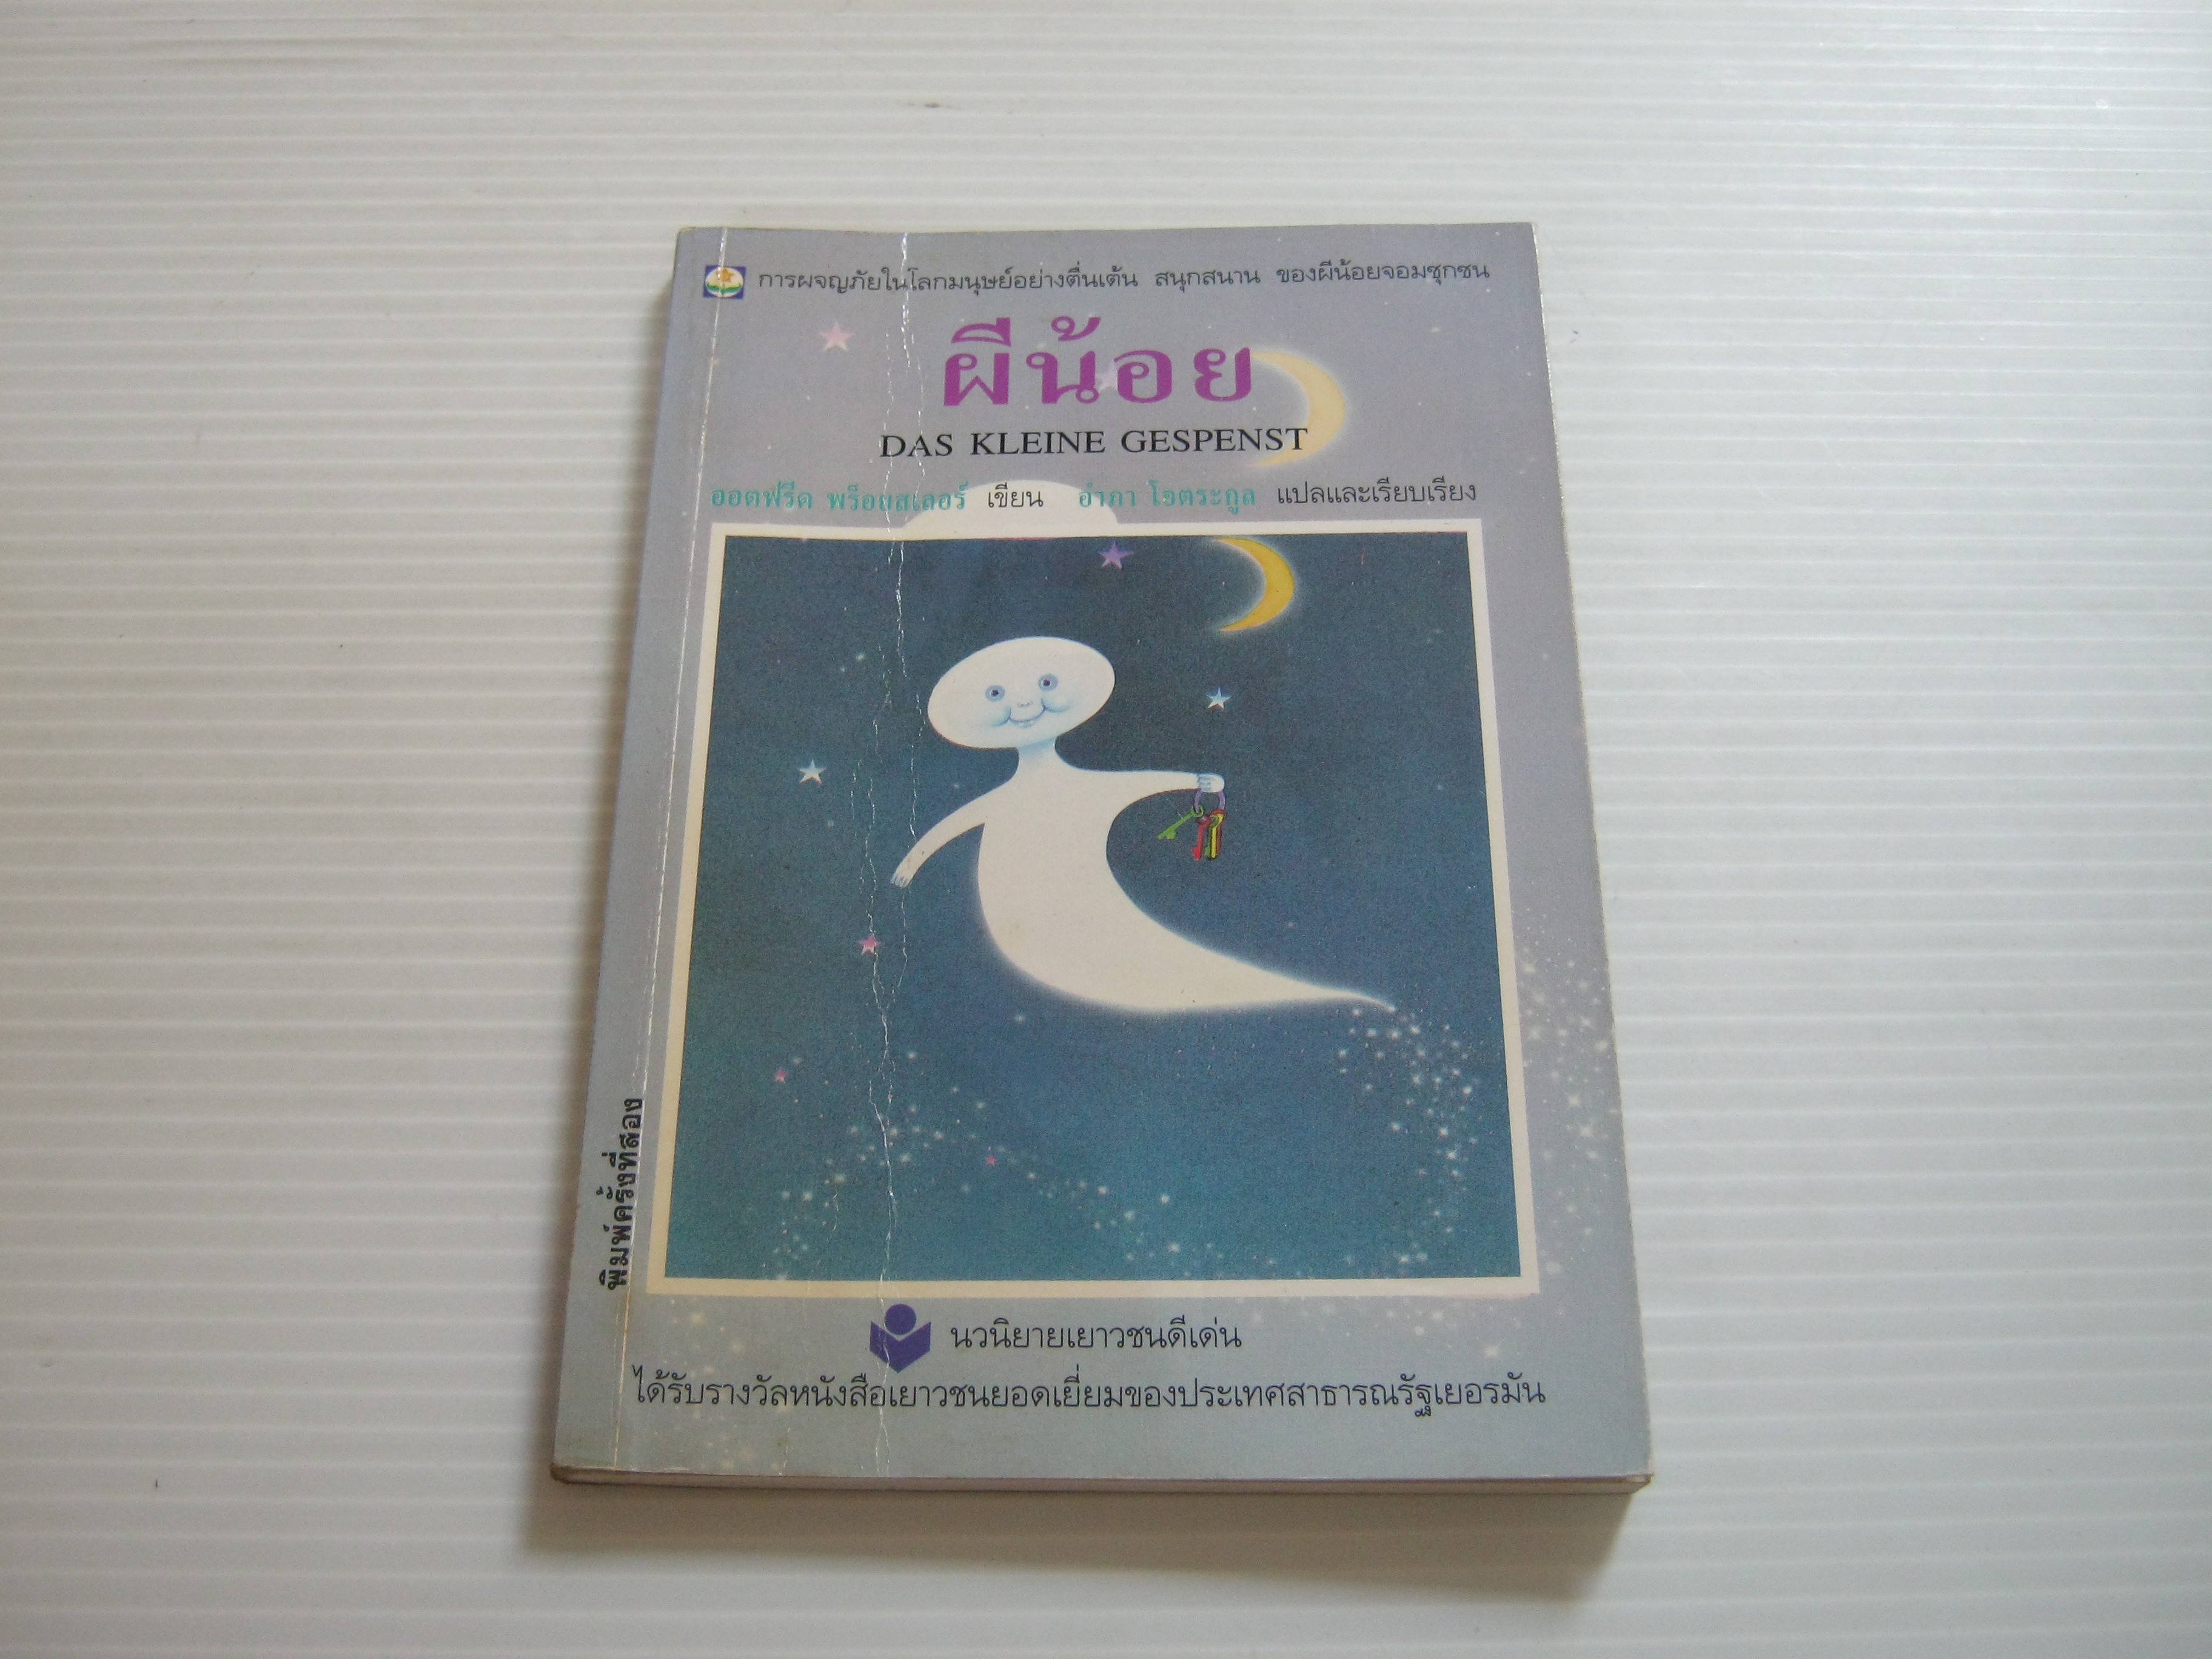 การผจญภัยในโลกมนุษย์อย่างตื่นเต้น สนุกสนาน ของผีน้อยจอมซุกซน
ผีน้อย
DAS KLEINE GESPENST
ออตฟรีด พร็อยสเลอร์ เขียน อำภา โอตระกูล แปลและเรียบเรียง
พิมพ์ครั้งที่สอง
นวนิยายเยาวชนดีเด่น
ได้รับรางวัลหนังสือเยาวชนยอดเยี่ยมของประเทศสาธารณรัฐเยอรมัน